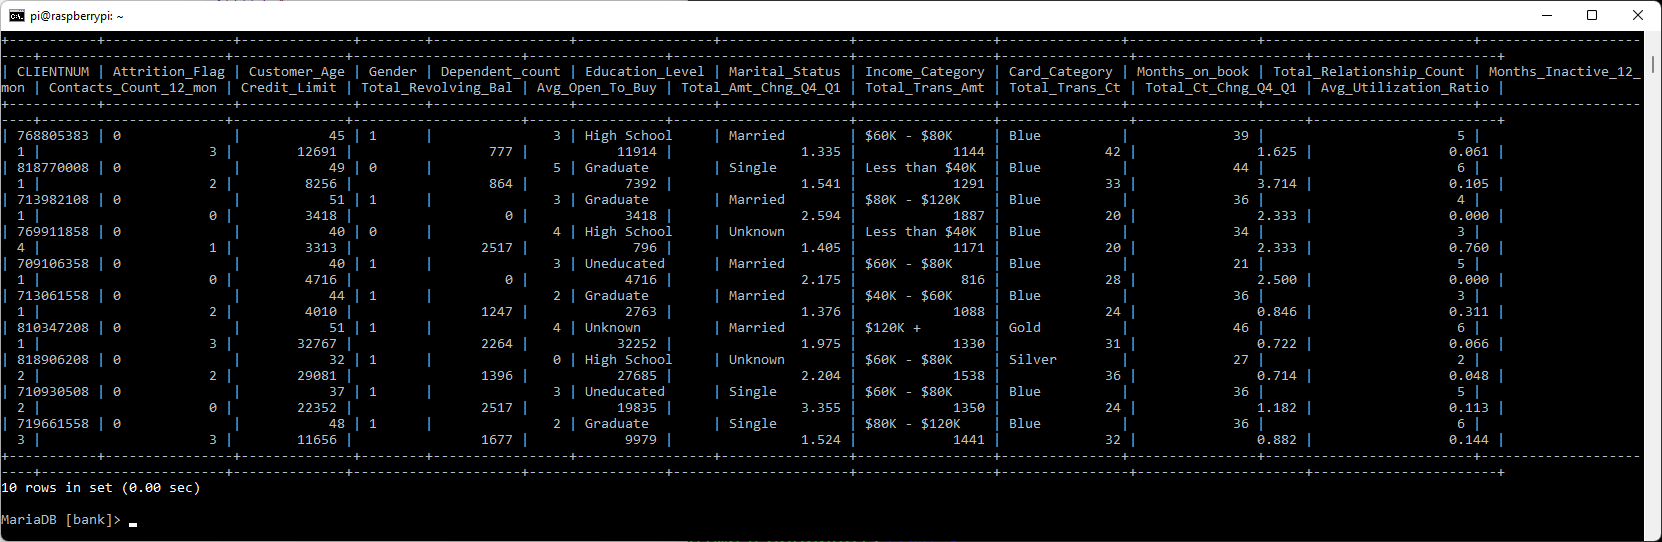 pi@raspberrypi: ~
| CLIENTNUM | Attrition_Flag | Customer_Age | Gender | Dependent_count | Education_Level | Marital_Status | Income_Category | Card_Category | Months_on_book | Total_Relationship_Count | Months_Inactive_12_
mon | Contacts_Count_12_mon | Credit_Limit | Total_Revolving_Bal | Avg_Open_To_Buy | Total_Amt_Chng_Q4_Q1 | Total_Trans_Amt | Total_Trans_Ct | Total_Ct_Chng_Q4_Q1 | Avg_Utilization_Ratio |
| 768805383 | 0 | 45 | 1 | 3 | High School | Married | $60K - $80K | Blue | 39 | 5 |
1 | 3 | 12691 | 777 | 11914 | 1.335 | 1144 | 42 | 1.625 | 0.061 |
| 818770008 | 0 | 49 | 0 | 5 | Graduate | Single | Less than $40K | Blue | 44 | 6 |
1 | 2 | 8256 | 864 | 7392 | 1.541 | 1291 | 33 | 3.714 | 0.105 |
| 713982108 | 0 | 51 | 1 | 3 | Graduate | Married | $80K - $120K | Blue | 36 | 4 |
1 | 0 | 3418 | 0 | 3418 | 2.594 | 1887 | 20 | 2.333 | 0.000 |
| 769911858 | 0 | 40 | 0 | 4 | High School | Unknown | Less than $40K | Blue | 34 | 3 |
4 | 1 | 3313 | 2517 | 796 | 1.405 | 1171 | 20 | 2.333 | 0.760 |
| 709106358 | 0 | 40 | 1 | 3 | Uneducated | Married | $60K - $80K | Blue | 21 | 5 |
1 | 0 | 4716 | 0 | 4716 | 2.175 | 816 | 28 | 2.500 | 0.000 |
| 713061558 | 0 | 44 | 1 | 2 | Graduate | Married | $40K - $60K | Blue | 36 | 3 |
1 | 2 | 4010 | 1247 | 2763 | 1.376 | 1088 | 24 | 0.846 | 0.311 |
| 810347208 | 0 | 51 | 1 | 4 | Unknown | Married | $120K + | Gold | 46 | 6 |
1 | 3 | 32767 | 2264 | 32252 | 1.975 | 1330 | 31 | 0.722 | 0.066 |
| 818906208 | 0 | 32 | 1 | 0 | High School | Unknown | $60K - $80K | Silver | 27 | 2 |
2 | 2 | 29081 | 1396 | 27685 | 2.204 | 1538 | 36 | 0.714 | 0.048 |
| 710930508 | 0 | 37 | 1 | 3 | Uneducated | Single | $60K - $80K | Blue | 36 | 5 |
2 | 0 | 22352 | 2517 | 19835 | 3.355 | 1350 | 24 | 1.182 | 0.113 |
| 719661558 | 0 | 48 | 1 | 2 | Graduate | Single | $80K - $120K | Blue | 36 | 6 |
3 | 3 | 11656 | 1677 | 9979 | 1.524 | 1441 | 32 | 0.882 | 0.144 |
10 rows in set (0.00 sec)
MariaDB [bank]>